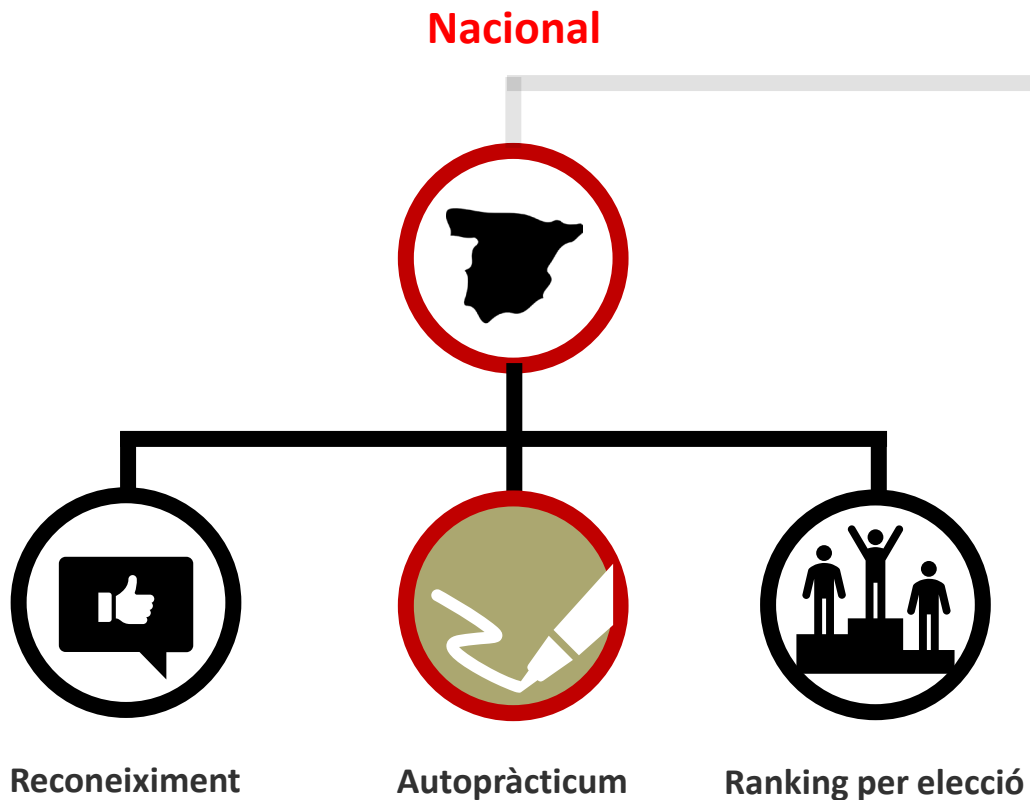 Nacional
Reconeiximent
Autopràcticum
Ranking per elecció